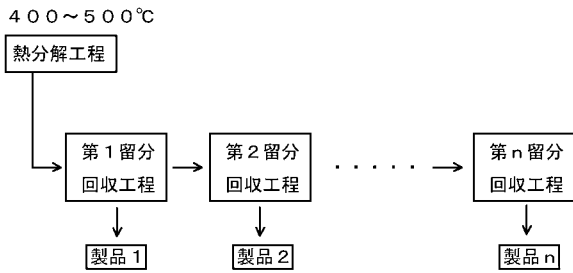 ４００～５００℃
熱分解工程
第１留分
回収工程
第２留分
回収工程
・・・・・
第ｎ留分
回収工程
製品１
製品２
製品ｎ